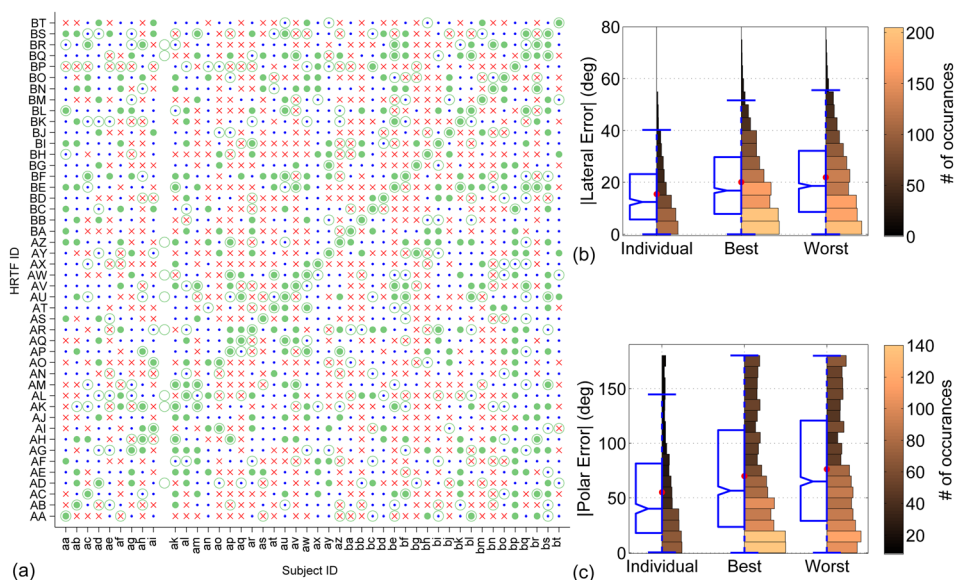 BT
BS
BR
BQ
BP
BO
BN
BM
BL
BK
BJ
BI
BH
BG
BF
BE
BD
BC
BB
BA
AZ
AY
AX
AW
AV
AU
AT
AS
AR
AQ
AP
AO
AN
AM
AL
AK
AJ
AI
AH
AG
AF
AE
AD
AC
AB
AA
HRTF ID
aa ab ac ad ae af ag ah ai ak al am an ao ap aq ar as at au av aw ax ay az ba bb bc bd be bf bg bh bi bj bk bl bm bn bo bp bq br bs bt
Subject ID
(a)
|Lateral Error| (deg)
80
60
40
20
0
Individual Best Worst
(b)
200
150
100
50
0
# of occurances
|Polar Error| (deg)
150
100
50
0
Individual Best Worst
(c)
140
120
100
80
60
40
20
# of occurances